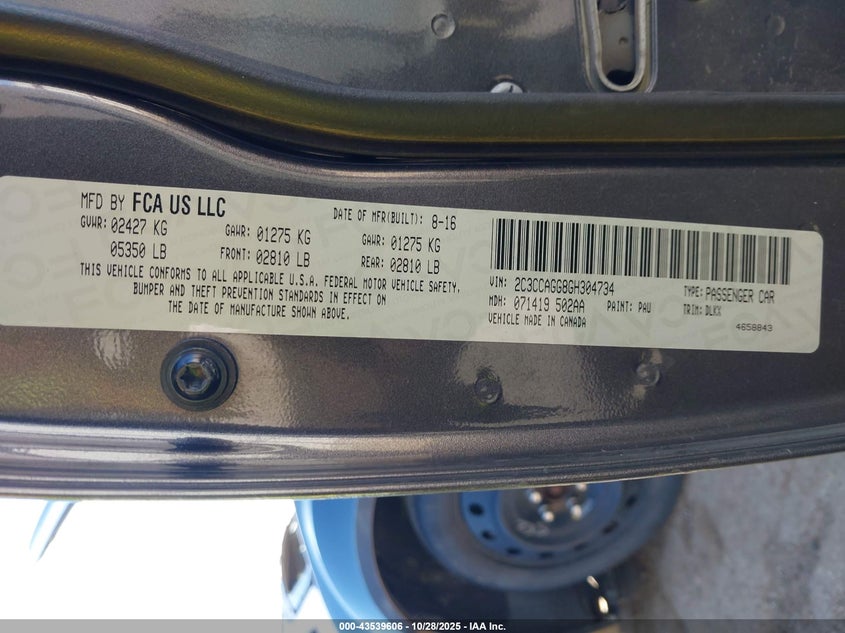 MFD BY FCA US LLC DATE OF MFR(BUILT): 8-16
GVWR: 02427 KG GAWR: 01275 KG GAWR: 01275 KG
05350 LB FRONT: 02810 LB REAR: 02810 LB
THIS VEHICLE CONFORMS TO ALL APPLICABLE U.S.A. FEDERAL MOTOR VEHICLE SAFETY,
BUMPER AND THEFT PREVENTION STANDARDS IN EFFECT ON
THE DATE OF MANUFACTURE SHOWN ABOVE.
VIN: 2C3CCAGG8GH304734 TYPE: PASSENGER CAR
MDH: 071419 502AA PAINT: PAU TRIM: DLKX
VEHICLE MADE IN CANADA 4658843
000-43539606 - 10/28/2025 - IAA Inc.